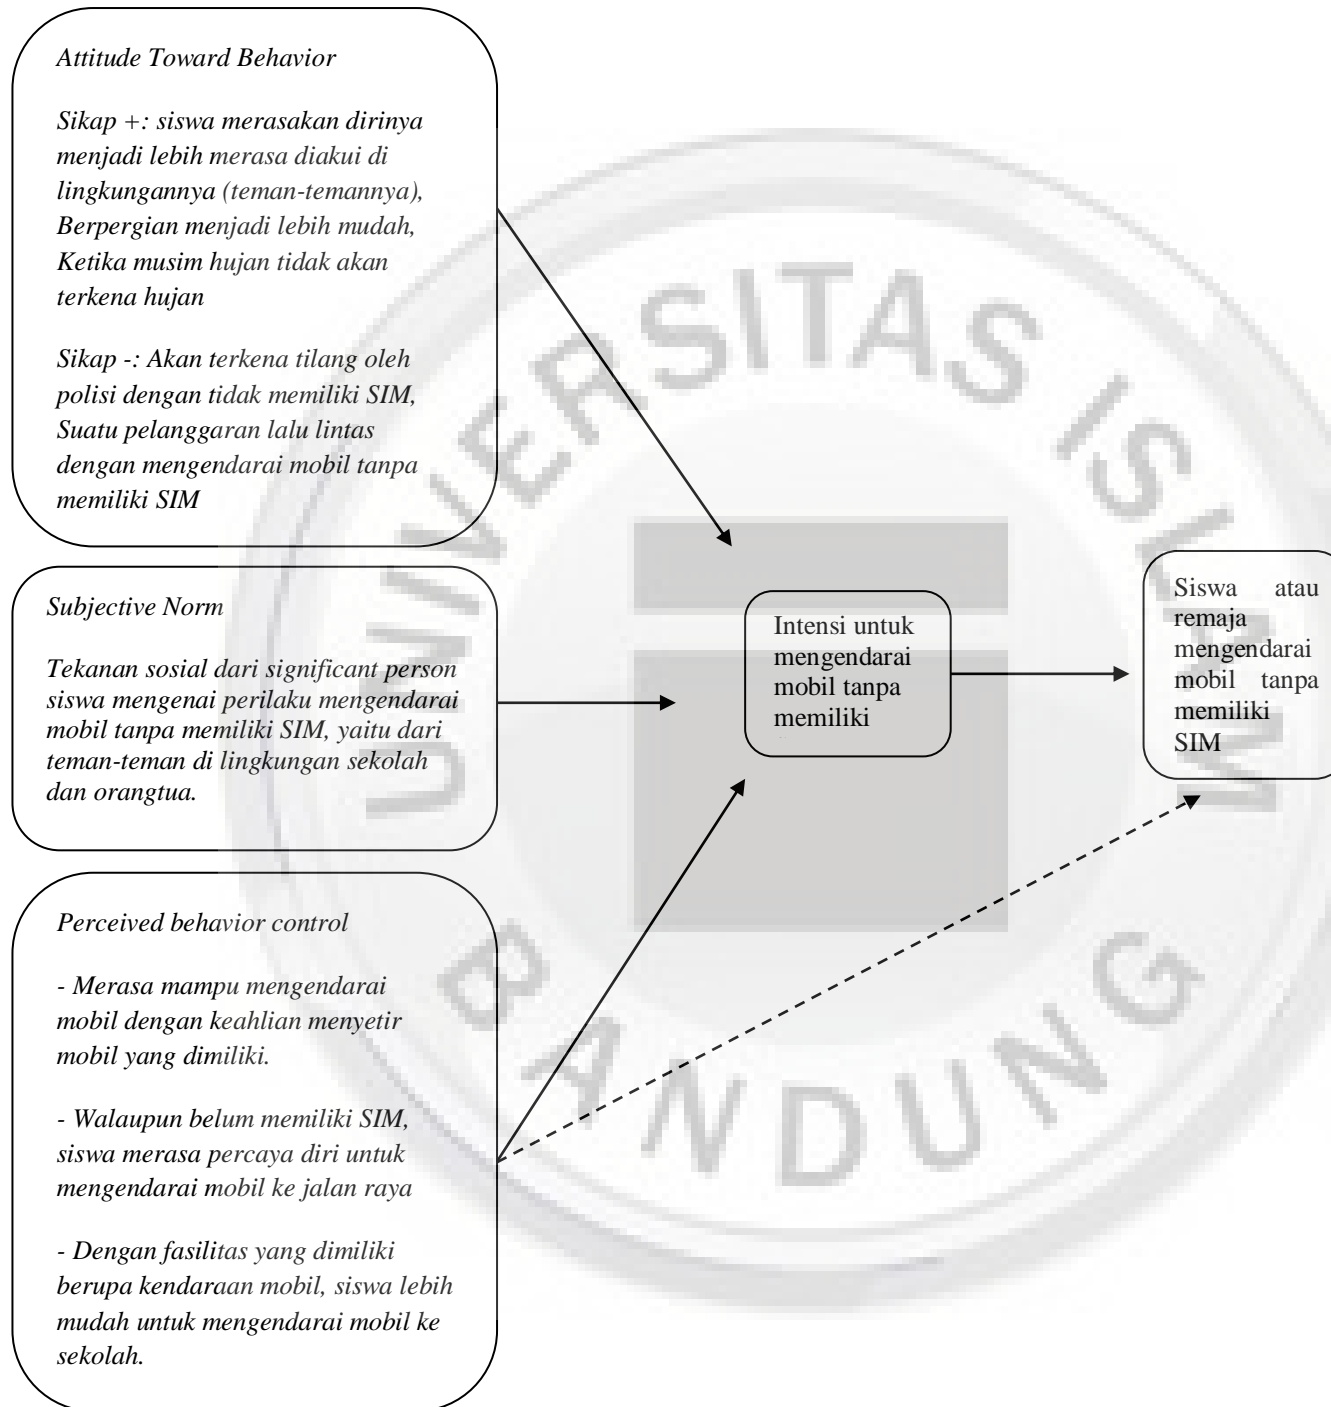 Attitude Toward Behavior
Sikap +: siswa merasakan dirinya
menjadi lebih merasa diakui di
lingkungannya (teman-temannya),
Berpergian menjadi lebih mudah,
Ketika musim hujan tidak akan
terkena hujan
Sikap -: Akan terkena tilang oleh
polisi dengan tidak memiliki SIM,
Suatu pelanggaran lalu lintas
dengan mengendarai mobil tanpa
memiliki SIM
Subjective Norm
Tekanan sosial dari significant person
siswa mengenai perilaku mengendarai
mobil tanpa memiliki SIM, yaitu dari
teman-teman di lingkungan sekolah
dan orangtua.
Perceived behavior control
- Merasa mampu mengendarai
mobil dengan keahlian menyetir
mobil yang dimiliki.
- Walaupun belum memiliki SIM,
siswa merasa percaya diri untuk
mengendarai mobil ke jalan raya
- Dengan fasilitas yang dimiliki
berupa kendaraan mobil, siswa lebih
mudah untuk mengendarai mobil ke
sekolah.
Intensi untuk
mengendarai
mobil tanpa
memiliki
Siswa atau
remaja
mengendarai
mobil tanpa
memiliki
SIM
UNIVERSITAS ISLAM
BANDUNG